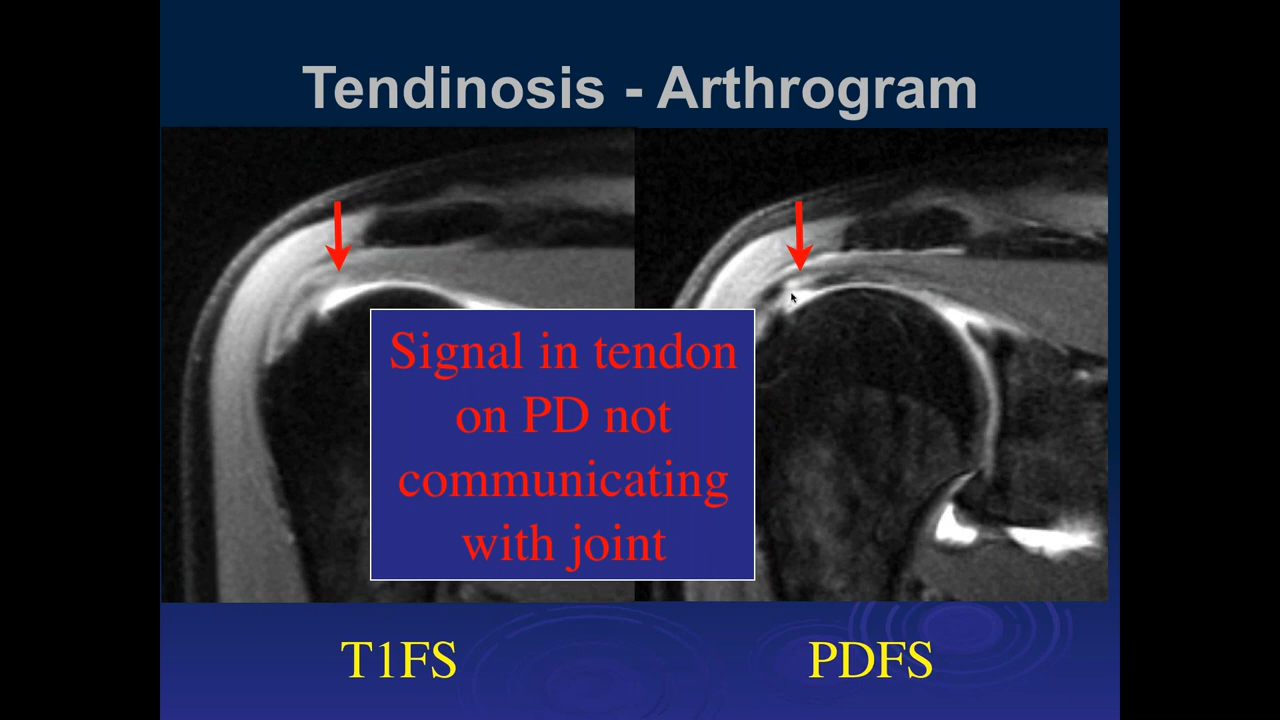 Tendinosis - Arthrogram
Signal in tendon
on PD not
communicating
with joint
T1FS
PDFS